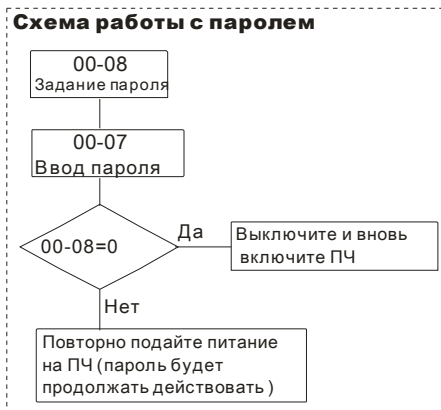 Схема работы с паролем
00-08
Задание пароля
00-07
Ввод пароля
00-08=0
Да
Выключите и вновь
включите ПЧ
Нет
Повторно подайте питание
на ПЧ (пароль будет
продолжать действовать )